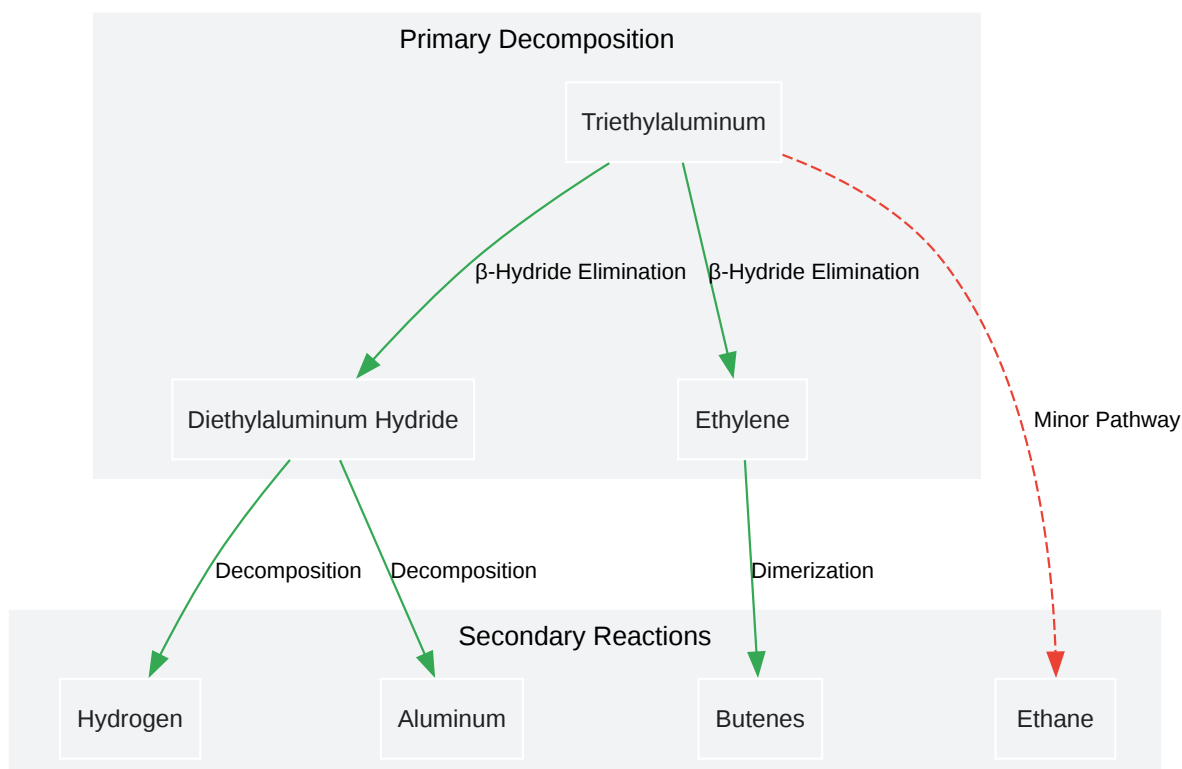 Primary Decomposition
Triethylaluminum
β-Hydride Elimination
β-Hydride Elimination
Diethylaluminum Hydride
Ethylene
Minor Pathway
Decomposition
Decomposition
Dimerization
Secondary Reactions
Hydrogen
Aluminum
Butenes
Ethane